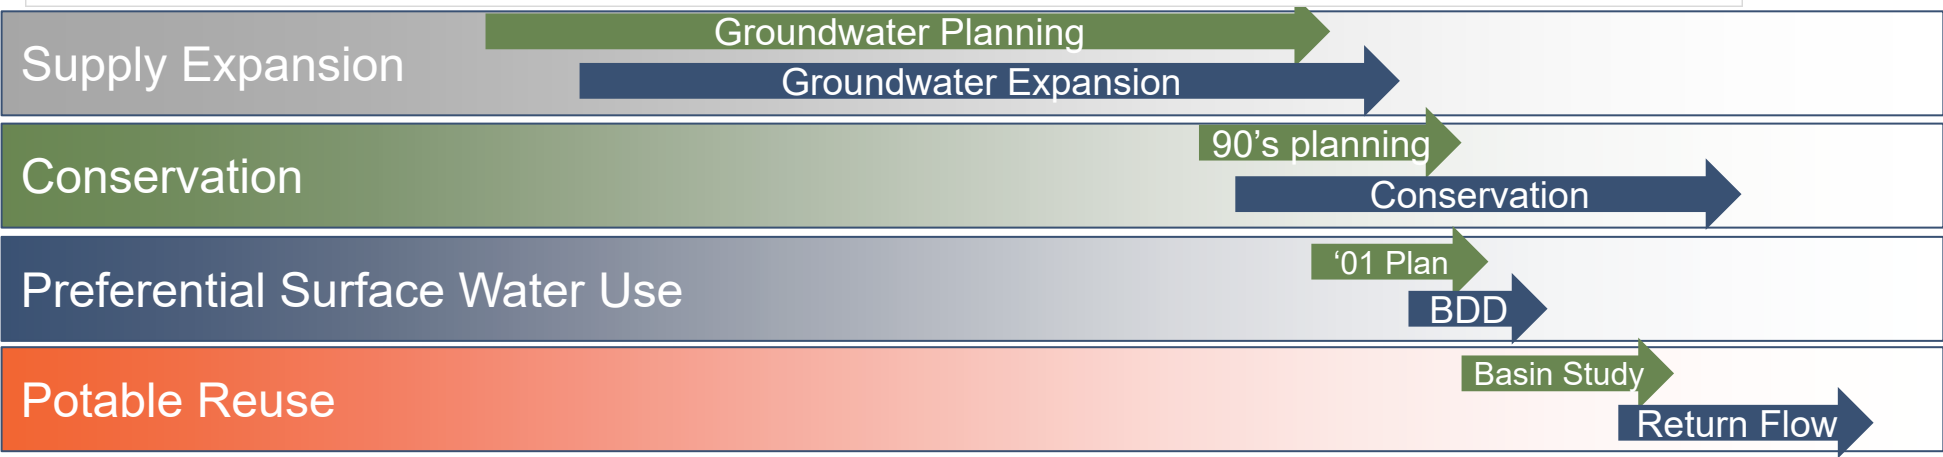 Supply Expansion
Groundwater Planning
Groundwater Expansion
Conservation
90’s planning
Conservation
Preferential Surface Water Use
‘01 Plan
BDD
Potable Reuse
Basin Study
Return Flow